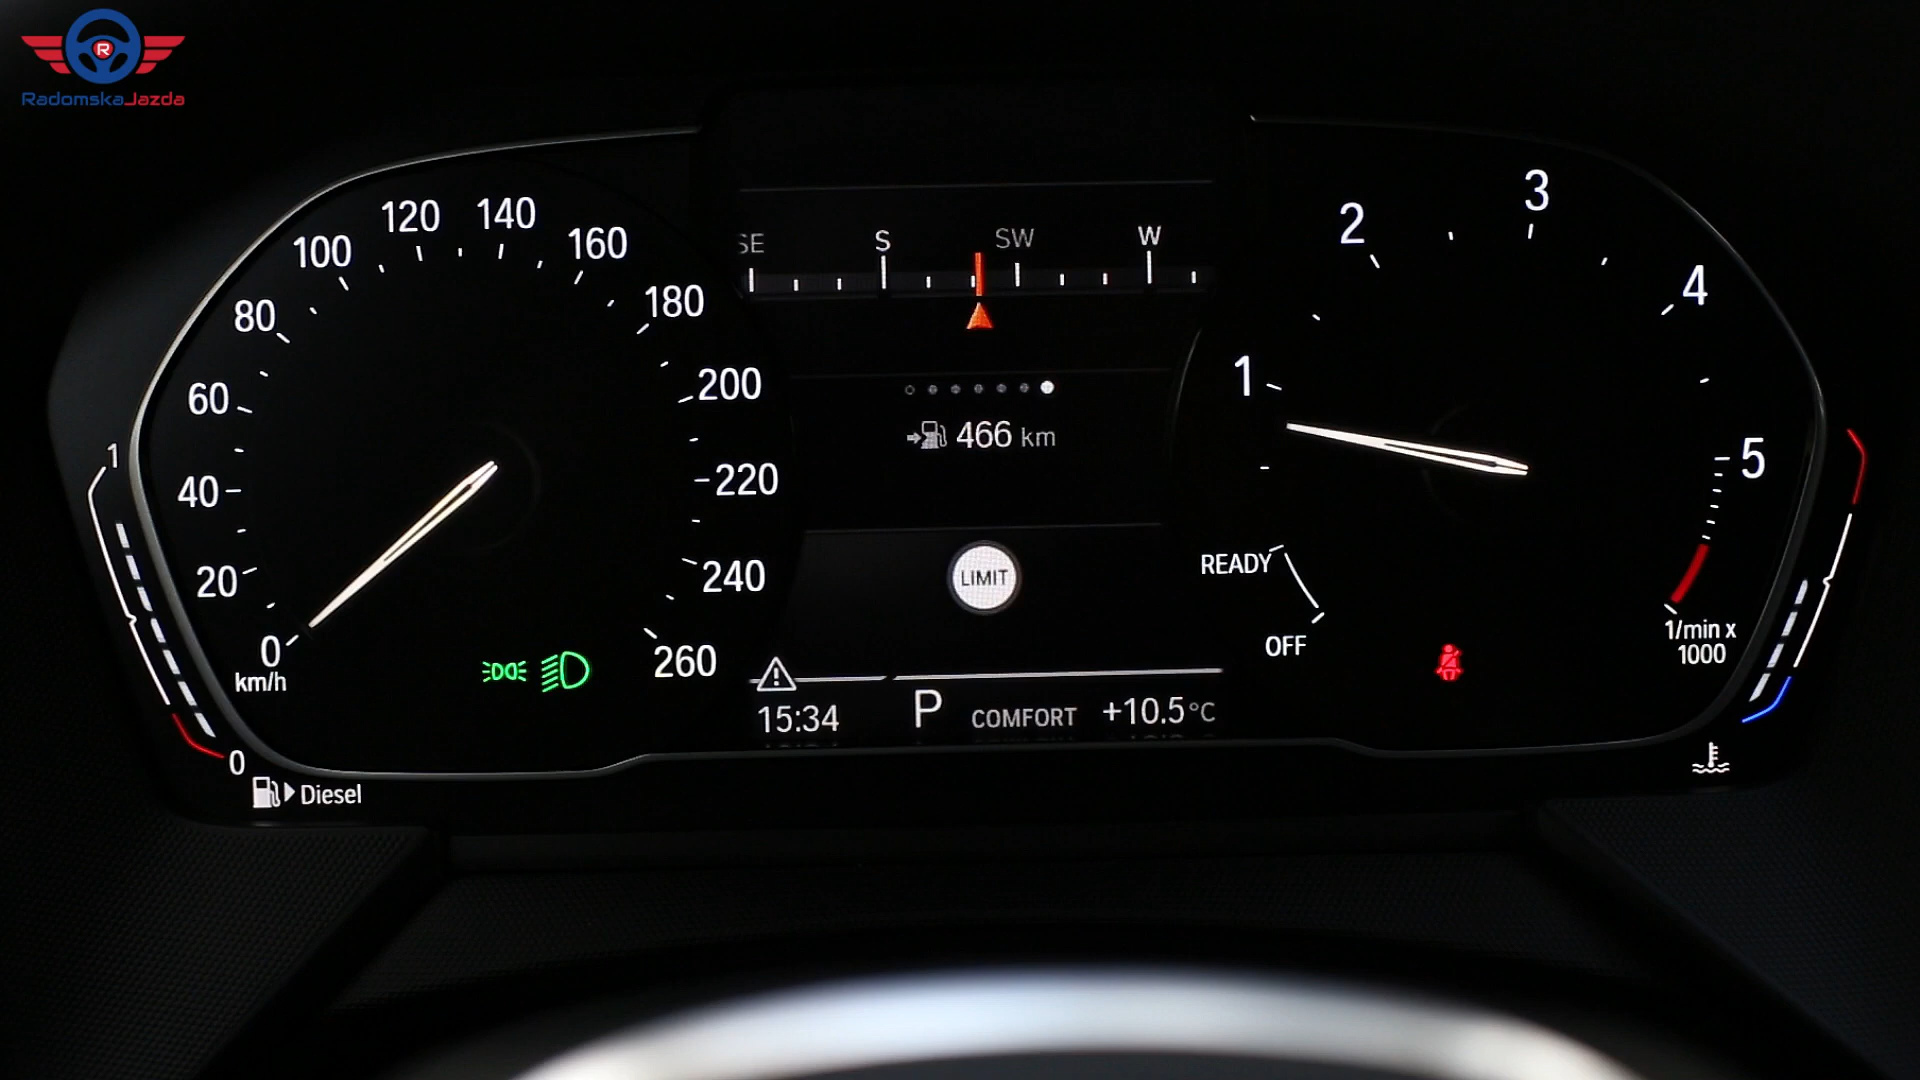 R
RadomskaJazda
0
20
40
60
80
100
120
140
160
180
200
220
240
260
km/h
1
0
Diesel
SE S SW W
466 km
LIMIT
15:34 P COMFORT +10.5°C
READY
OFF
1
2
3
4
5
1/min x
1000